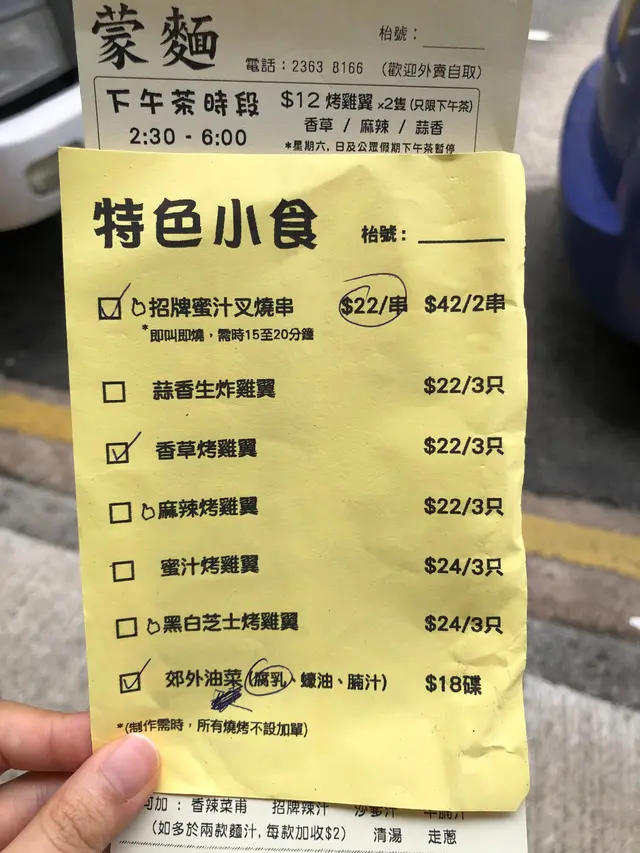 蒙麵
枱號：
電話：2363 8166 （歡迎外賣自取）
下午茶時段 $12 烤雞翼 x2隻 (只限下午茶)
2:30 - 6:00 香草 / 麻辣 / 蒜香
*星期六, 日及公眾假期下午茶暫停
特色小食 枱號：
招牌蜜汁叉燒串 $22/串 $42/2串
*即叫即燒，需時15至20分鐘
蒜香生炸雞翼 $22/3只
香草烤雞翼 $22/3只
麻辣烤雞翼 $22/3只
蜜汁烤雞翼 $24/3只
黑白芝士烤雞翼 $24/3只
郊外油菜 (腐乳、蠔油、腩汁) $18碟
*(制作需時，所有燒烤不設加單)
可加：香辣菜甫 招牌辣汁 沙爹汁 牛腩汁
(如多於兩款麵汁, 每款加收$2) 清湯 走蔥